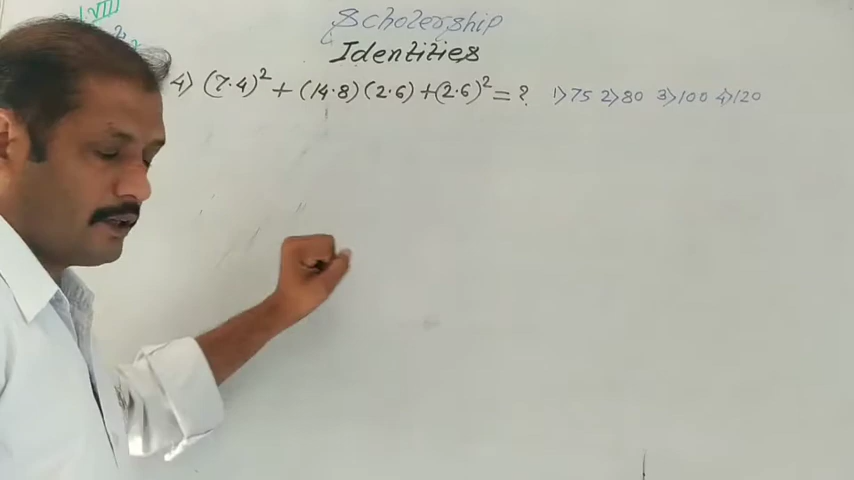 Scholership
Identities
4) (7.4)² + (14.8)(2.6) + (2.6)² = ? 1>75 2>80 3>100 4>120